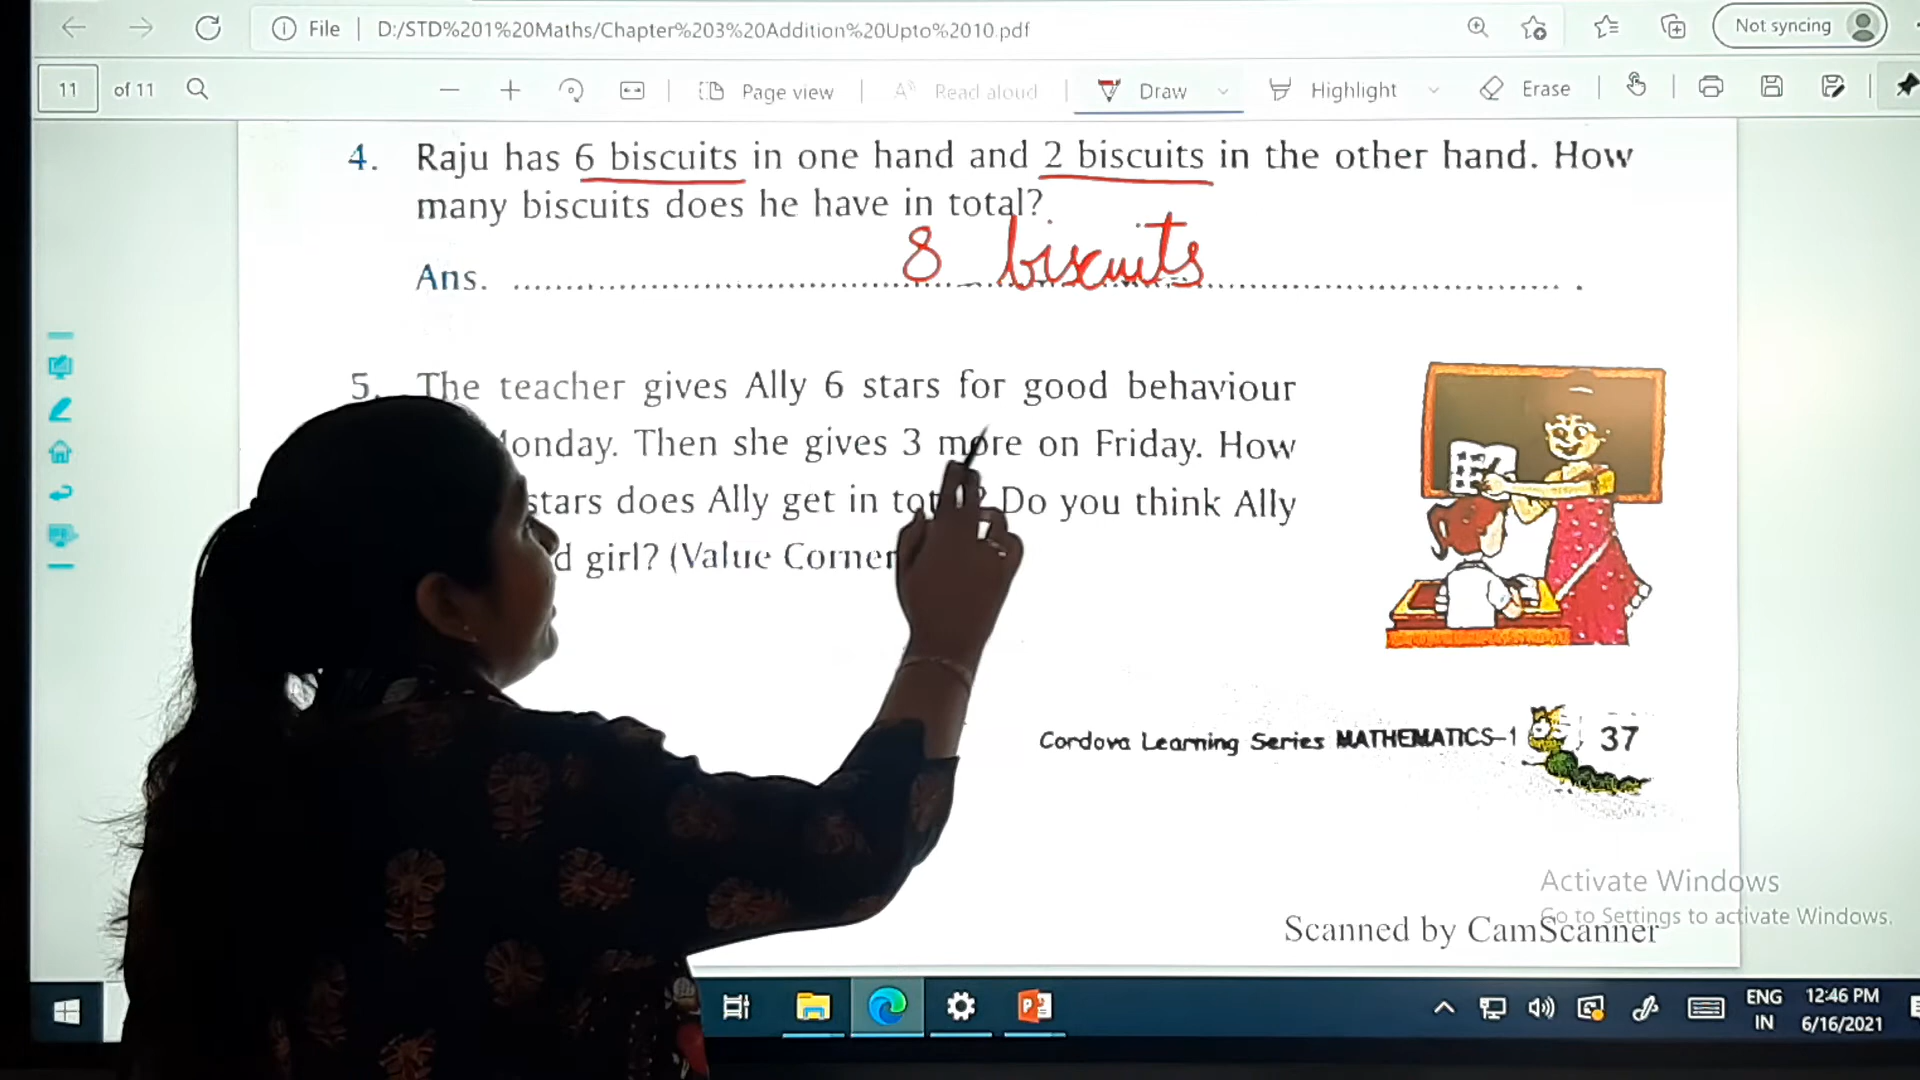 File D:/STD%201%20Maths/Chapter%203%20Addition%20Upto%2010.pdf Not syncing
11 of 11 Page view Read aloud Draw Highlight Erase
4. Raju has 6 biscuits in one hand and 2 biscuits in the other hand. How
many biscuits does he have in total?
8 biscuits
Ans. .
5. The teacher gives Ally 6 stars for good behaviour
onday. Then she gives 3 more on Friday. How
stars does Ally get in tot ? Do you think Ally
d girl? (Value Corner
Cordova Learning Series MATHEMATICS–1 37
Activate Windows
Go to Settings to activate Windows.
Scanned by CamScanner
ENG 12:46 PM
IN 6/16/2021